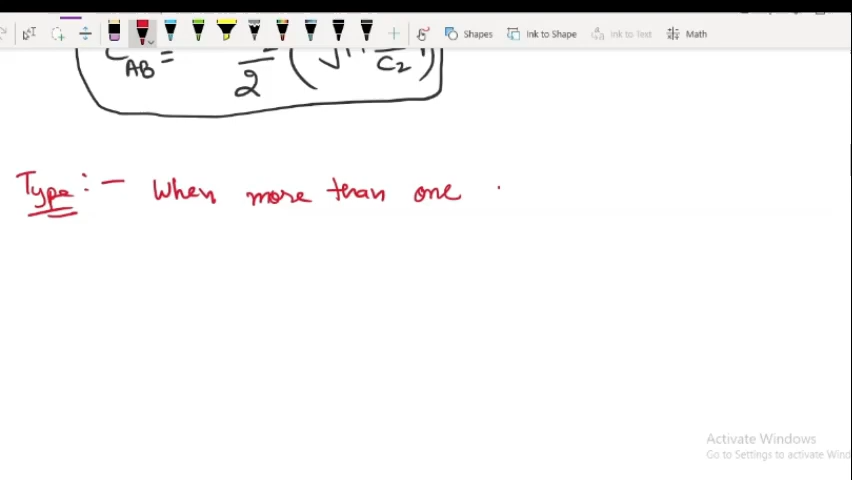 Shapes Ink to Shape Ink to Text Math
C AB = 2 ( √1 C2 )
Type :- When more than one
Activate Windows
Go to Settings to activate Wind